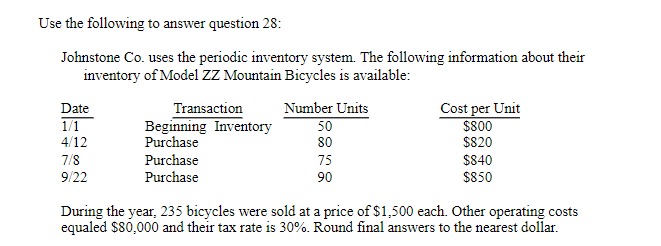 Use the following to answer question 28:
Johnstone Co. uses the periodic inventory system. The following information about their
inventory of Model ZZ Mountain Bicycles is available:
Date Transaction Number Units Cost per Unit
1/1 Beginning Inventory 50 $800
4/12 Purchase 80 $820
7/8 Purchase 75 $840
9/22 Purchase 90 $850
During the year, 235 bicycles were sold at a price of $1,500 each. Other operating costs
equaled $80,000 and their tax rate is 30%. Round final answers to the nearest dollar.